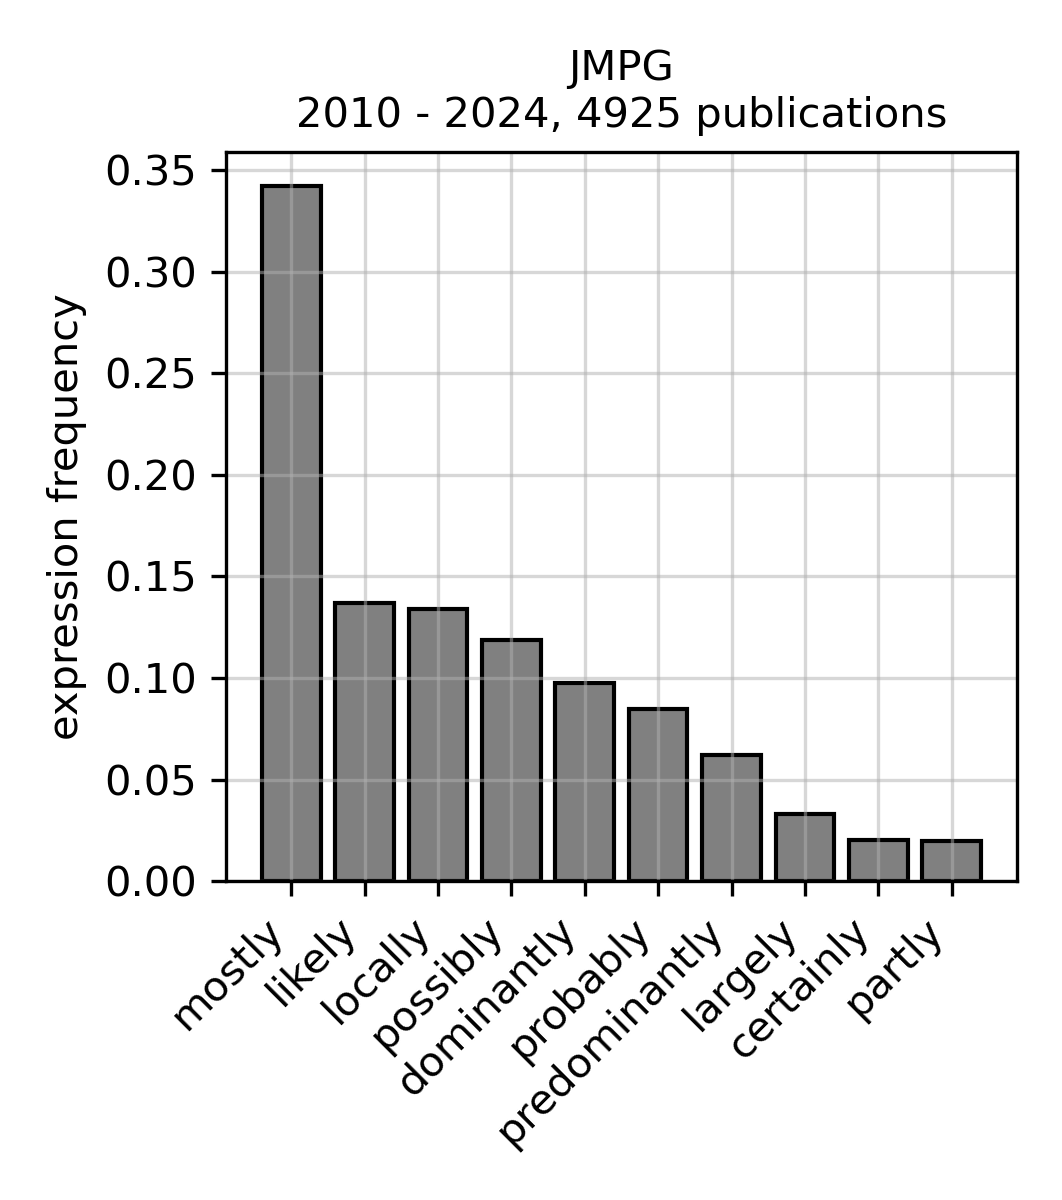 JMPG
2010 - 2024, 4925 publications
expression frequency
0.35
0.30
0.25
0.20
0.15
0.10
0.05
0.00
mostly
likely
locally
possibly
dominantly
probably
predominantly
largely
certainly
partly